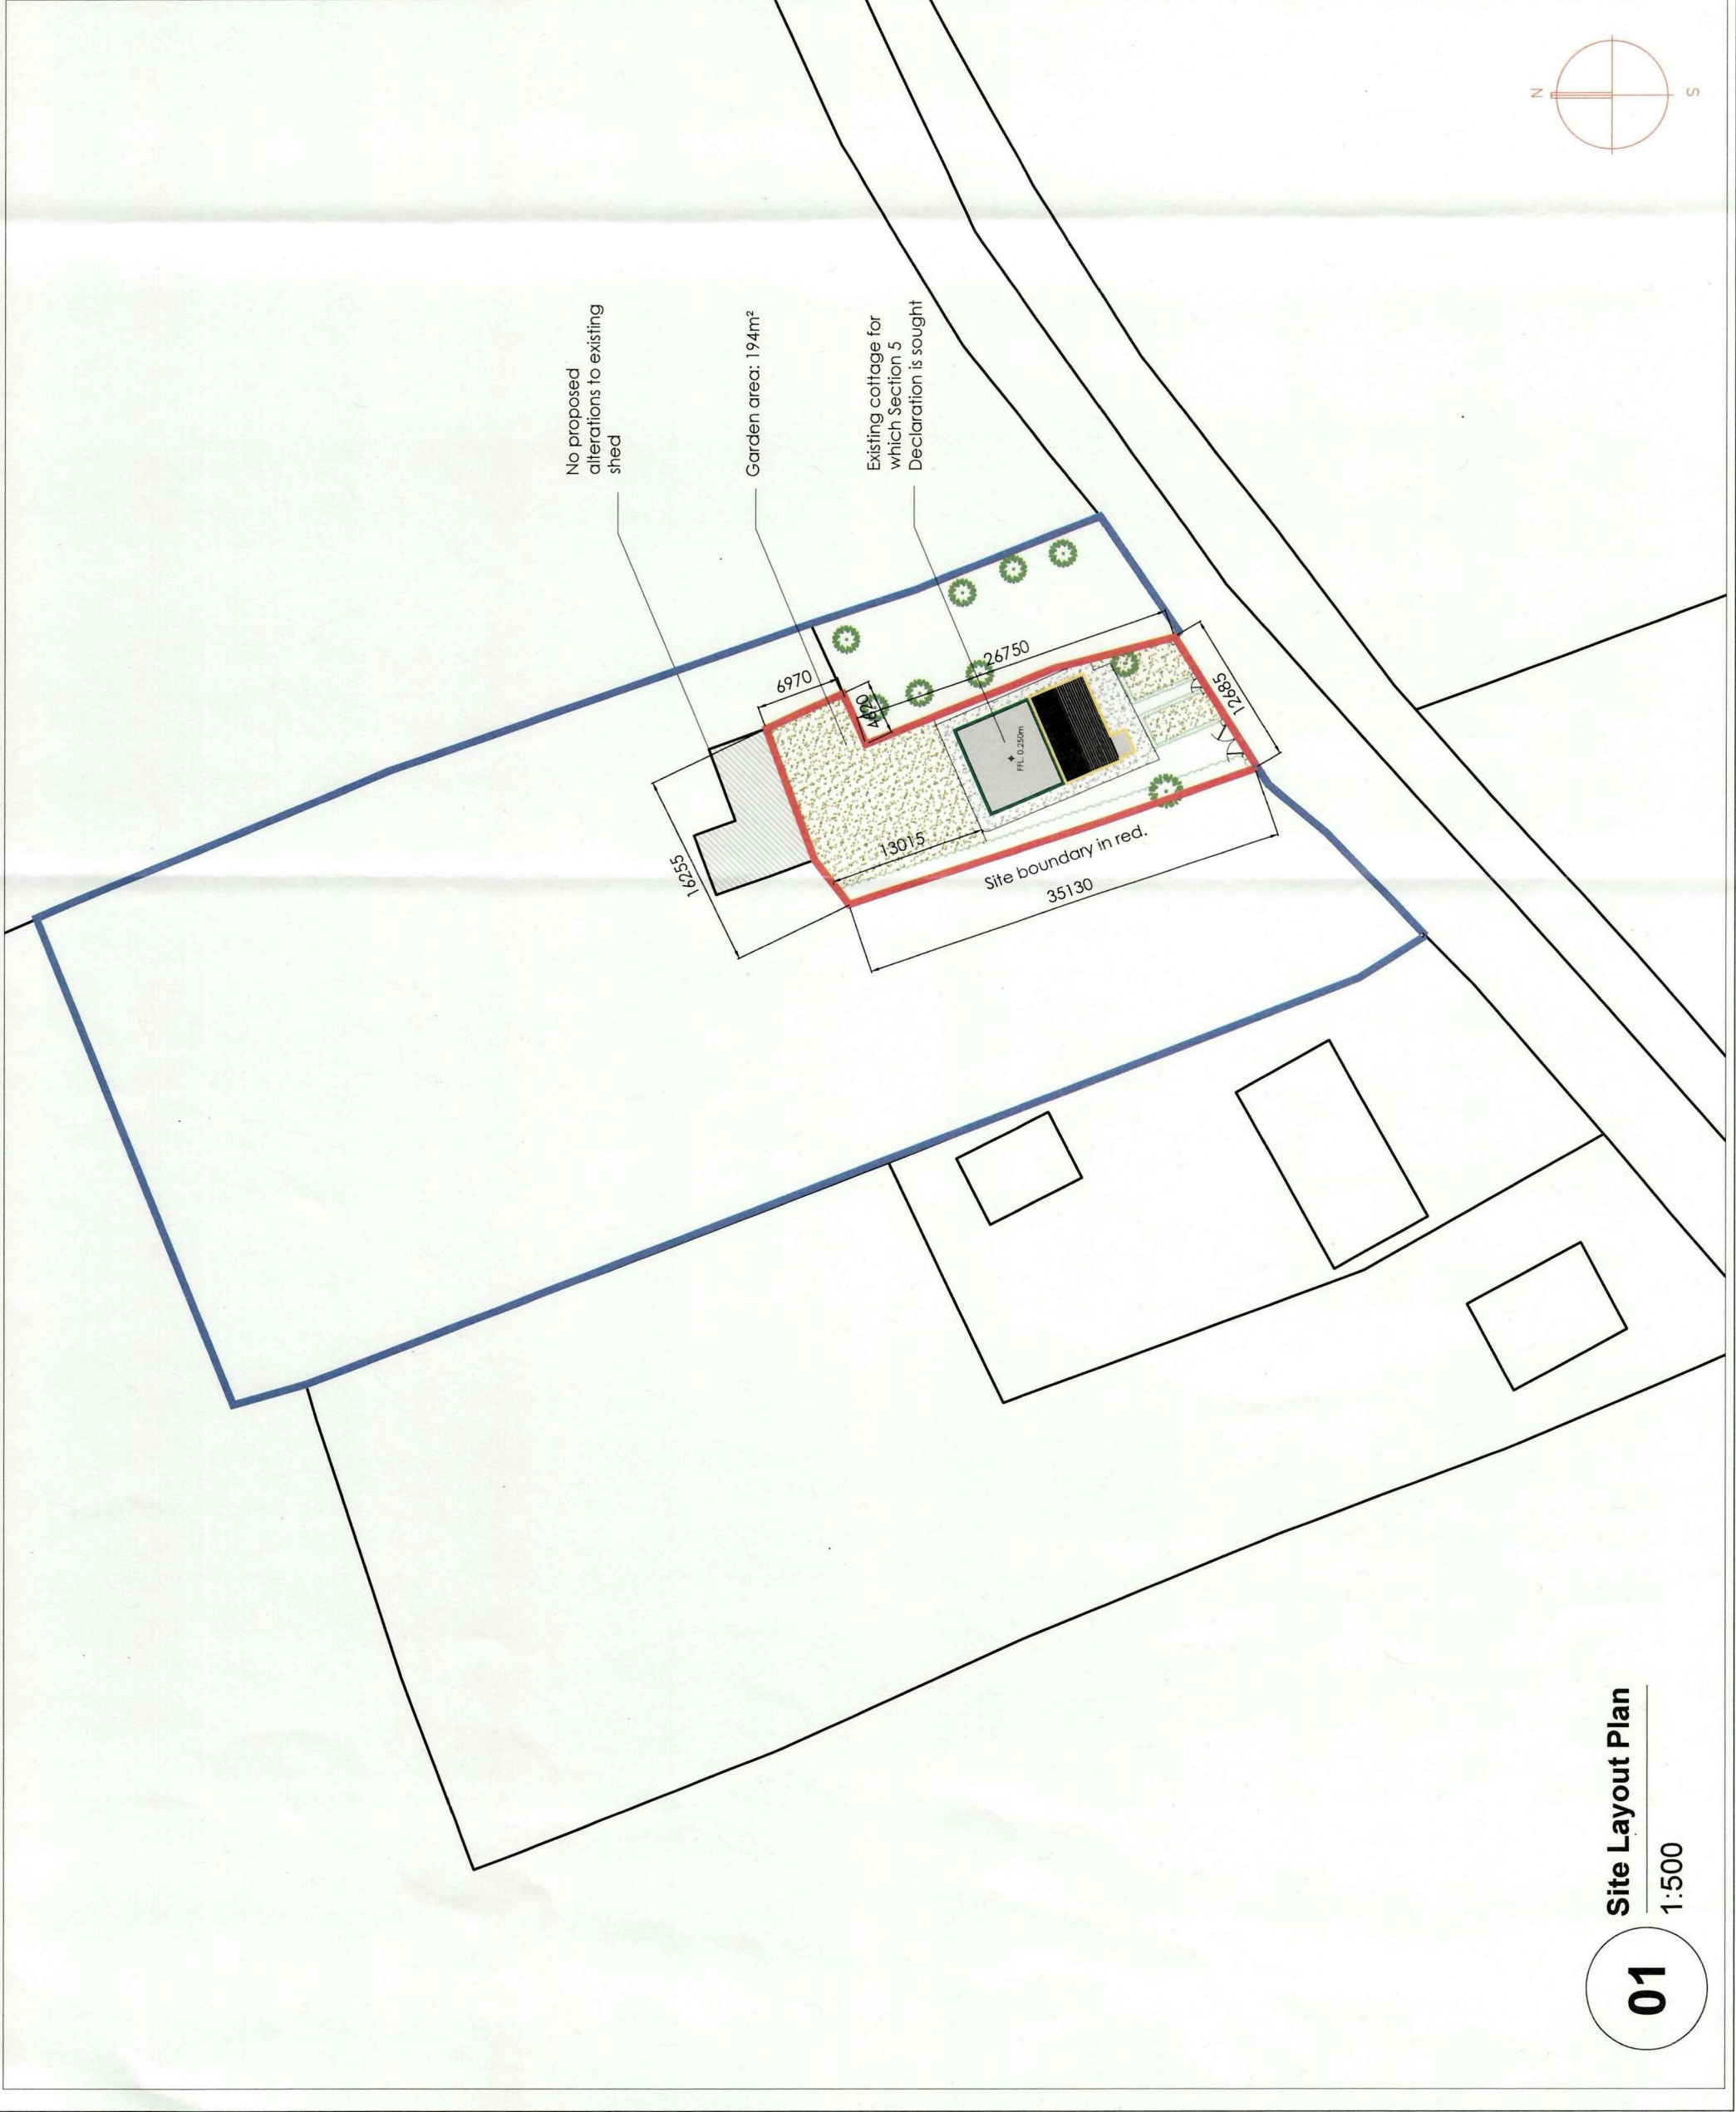 No proposed
alterations to existing
shed
Garden area: 194m²
Existing cottage for
which Section 5
Declaration is sought
N
S
6970
4620
26750
12685
FFL. 0.250m
13015
16255
Site boundary in red.
35130
01
Site Layout Plan
1:500